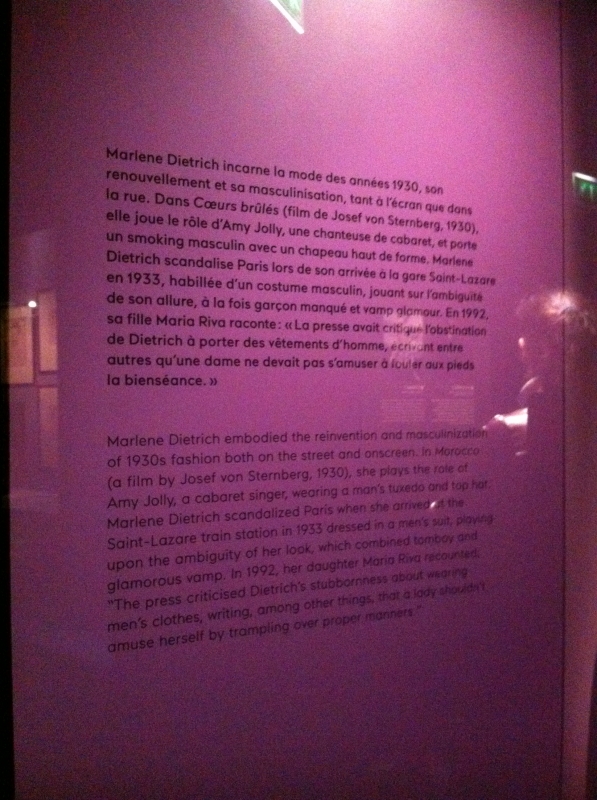 Marlene Dietrich incarne la mode des années 1930, son
renouvellement et sa masculinisation, tant à l'écran que dans
la rue. Dans Cœurs brûlés (film de Josef von Sternberg, 1930),
elle joue le rôle d'Amy Jolly, une chanteuse de cabaret, et porte
un smoking masculin avec un chapeau haut de forme. Marlene
Dietrich scandalise Paris lors de son arrivée à la gare Saint-Lazare
en 1933, habillée d'un costume masculin, jouant sur l'ambiguïté
de son allure, à la fois garçon manqué et vamp glamour. En 1992,
sa fille Maria Riva raconte : « La presse avait critiqué l'obstination
de Dietrich à porter des vêtements d'homme, écrivant entre
autres qu'une dame ne devait pas s'amuser à fouler aux pieds
la bienséance. »
Marlene Dietrich embodied the reinvention and masculinization
of 1930s fashion both on the street and onscreen. In Morocco
(a film by Josef von Sternberg, 1930), she plays the role of
Amy Jolly, a cabaret singer, wearing a man's tuxedo and top hat.
Marlene Dietrich scandalized Paris when she arrived at the
Saint-Lazare train station in 1933 dressed in a men's suit, playing
upon the ambiguity of her look, which combined tomboy and
glamorous vamp. In 1992, her daughter Maria Riva recounted,
"The press criticised Dietrich's stubbornness about wearing
men's clothes, writing, among other things, that a lady shouldn't
amuse herself by trampling over proper manners."